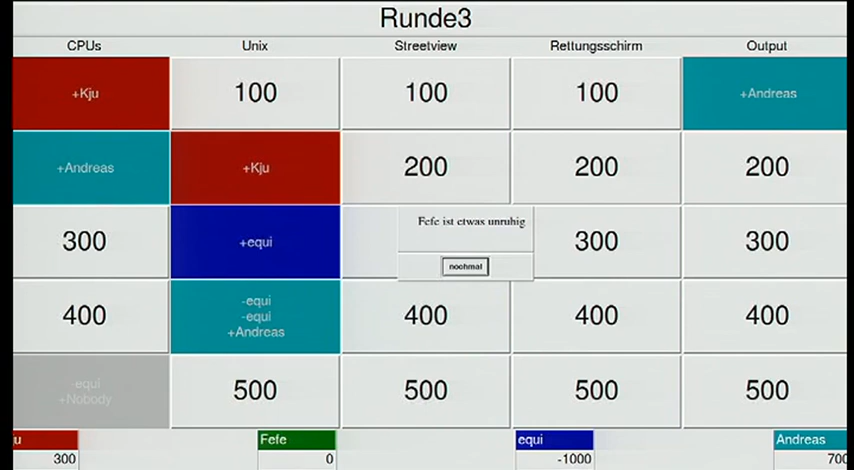 Runde3
CPUs Unix Streetview Rettungsschirm Output
+Kju 100 100 100 +Andreas
+Andreas +Kju 200 200 200
300 +equi 300 300
Fefe ist etwas unruhig
nochmal
400 -equi
-equi
+Andreas 400 400 400
-equi
+Nobody 500 500 500 500
u Fefe equi Andreas
300 0 -1000 700